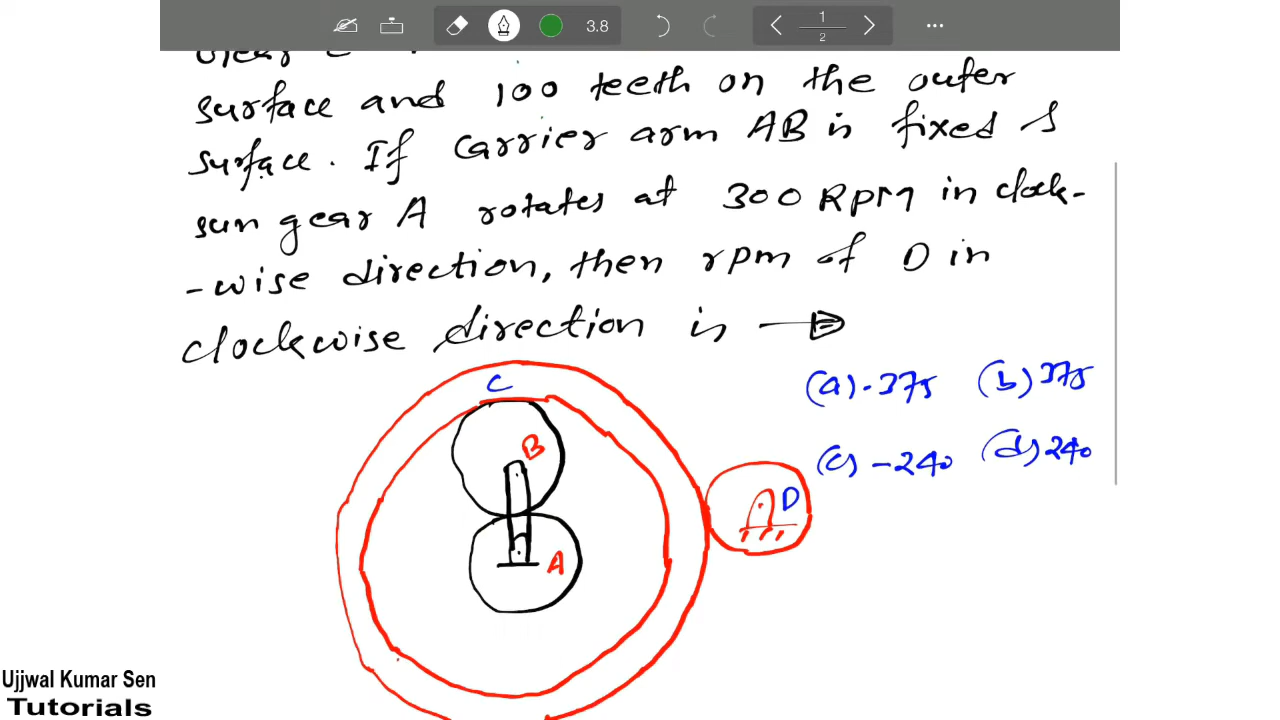 3.8
1
2
surface and 100 teeth on the outer
surface. If carrier arm AB is fixed &
sun gear A rotates at 300 RPM in clock-
-wise direction, then rpm of D in
clockwise direction is →
(a) -375 (b) 375
(c) -240 (d) 240
C
B
D
A
Ujjwal Kumar Sen
Tutorials